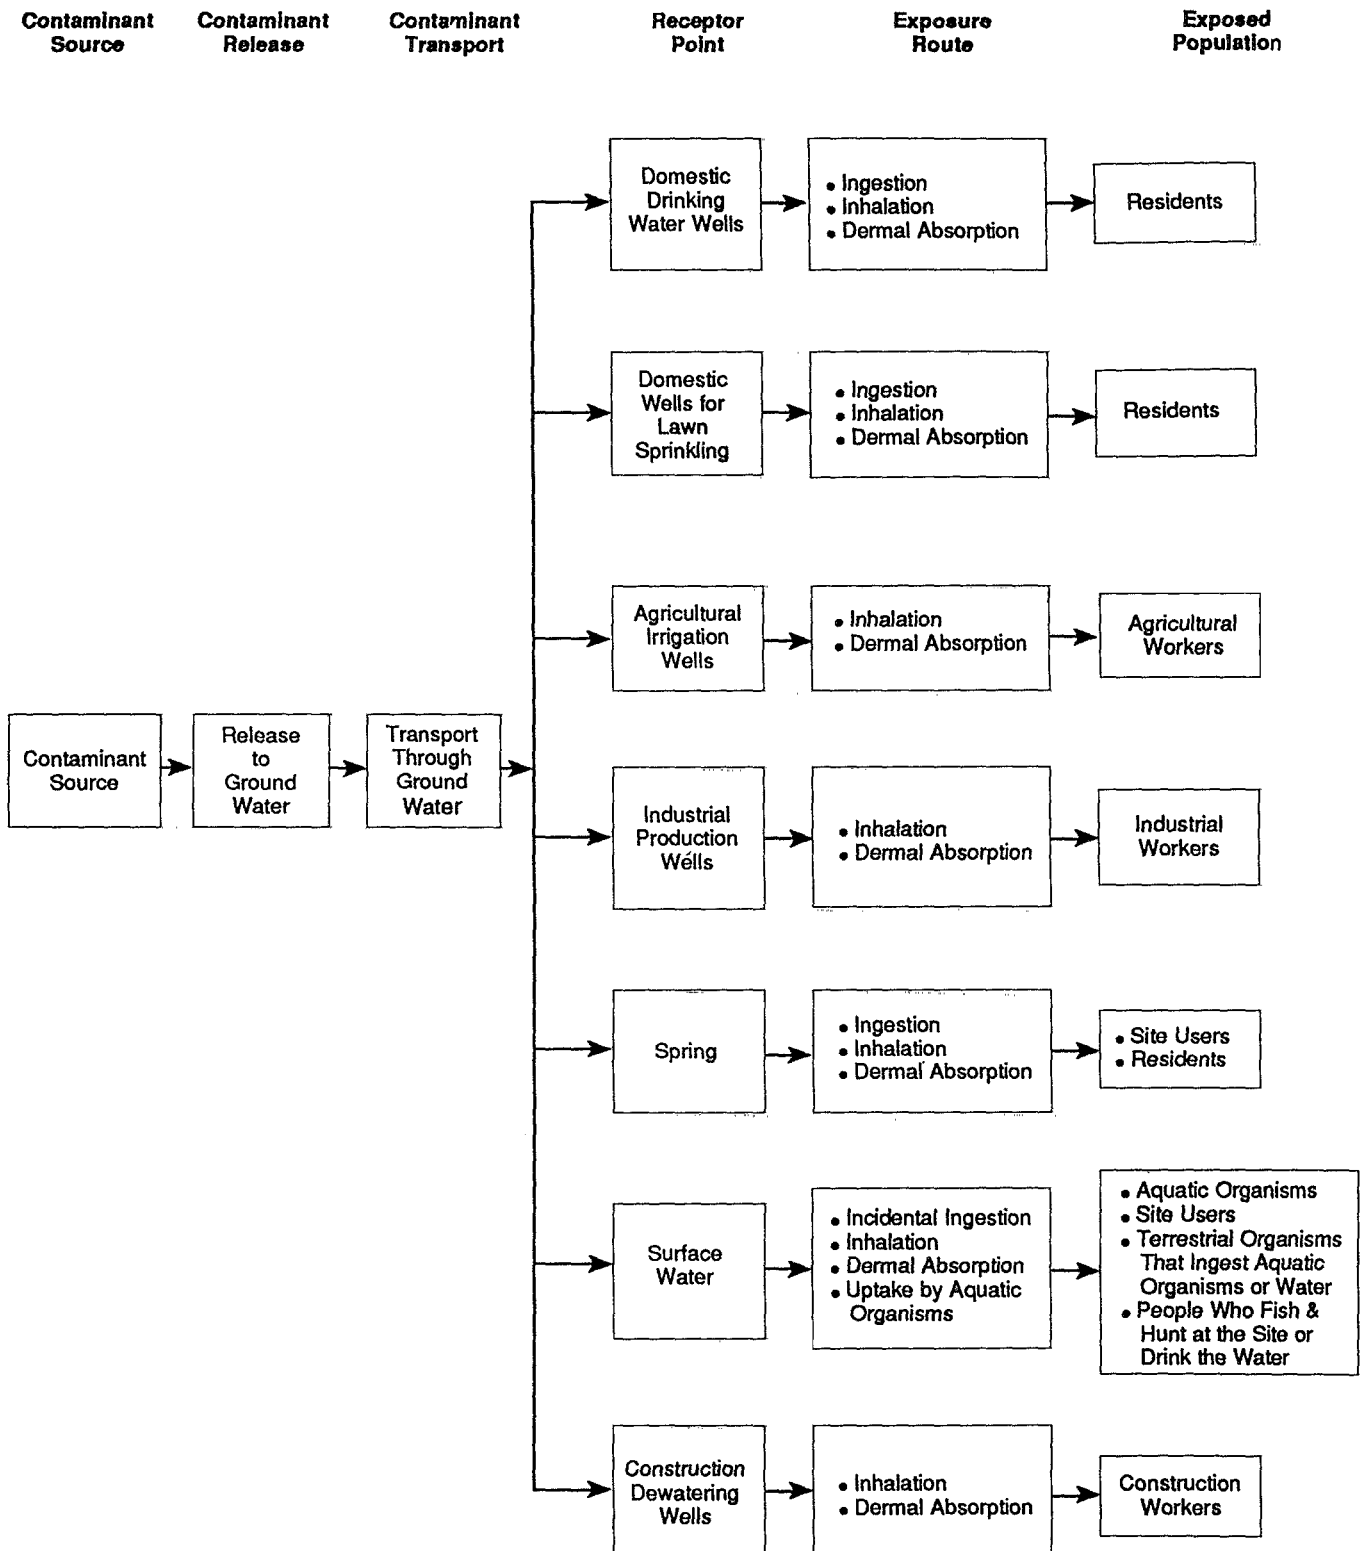 Contaminant
Source
Contaminant
Release
Contaminant
Transport
Receptor
Point
Exposure
Route
Exposed
Population
Domestic
Drinking
Water Wells
• Ingestion
• Inhalation
• Dermal Absorption
Residents
Domestic
Wells for
Lawn
Sprinkling
• Ingestion
• Inhalation
• Dermal Absorption
Residents
Agricultural
Irrigation
Wells
• Inhalation
• Dermal Absorption
Agricultural
Workers
Contaminant
Source
Release
to
Ground
Water
Transport
Through
Ground
Water
Industrial
Production
Wells
• Inhalation
• Dermal Absorption
Industrial
Workers
Spring
• Ingestion
• Inhalation
• Dermal Absorption
• Site Users
• Residents
Surface
Water
• Incidental Ingestion
• Inhalation
• Dermal Absorption
• Uptake by Aquatic
Organisms
• Aquatic Organisms
• Site Users
• Terrestrial Organisms
That Ingest Aquatic
Organisms or Water
• People Who Fish &
Hunt at the Site or
Drink the Water
Construction
Dewatering
Wells
• Inhalation
• Dermal Absorption
Construction
Workers